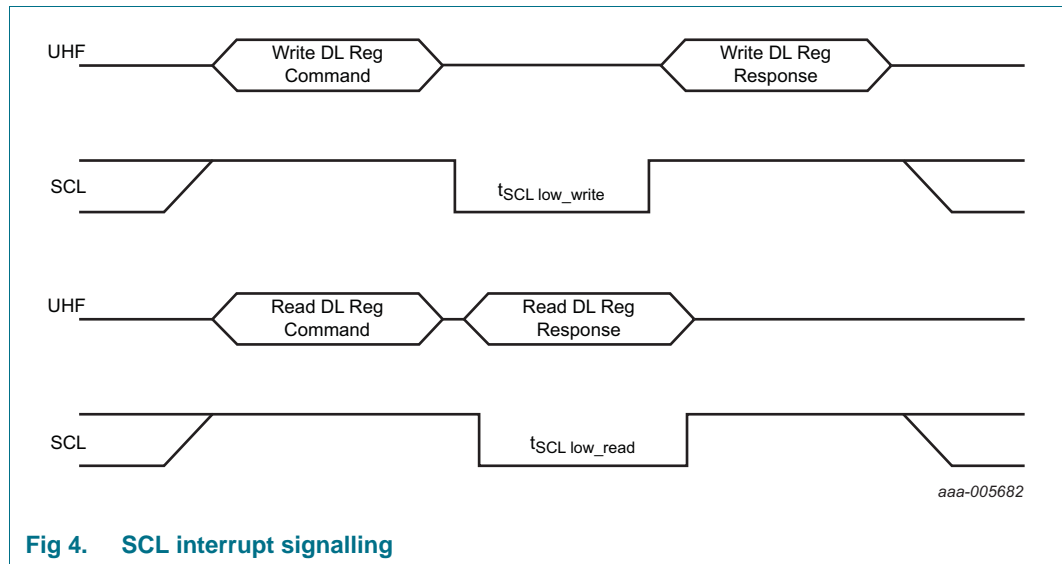 UHF
Write DL Reg
Command
Write DL Reg
Response
SCL
tSCL low_write
UHF
Read DL Reg
Command
Read DL Reg
Response
SCL
tSCL low_read
aaa-005682
Fig 4. SCL interrupt signalling